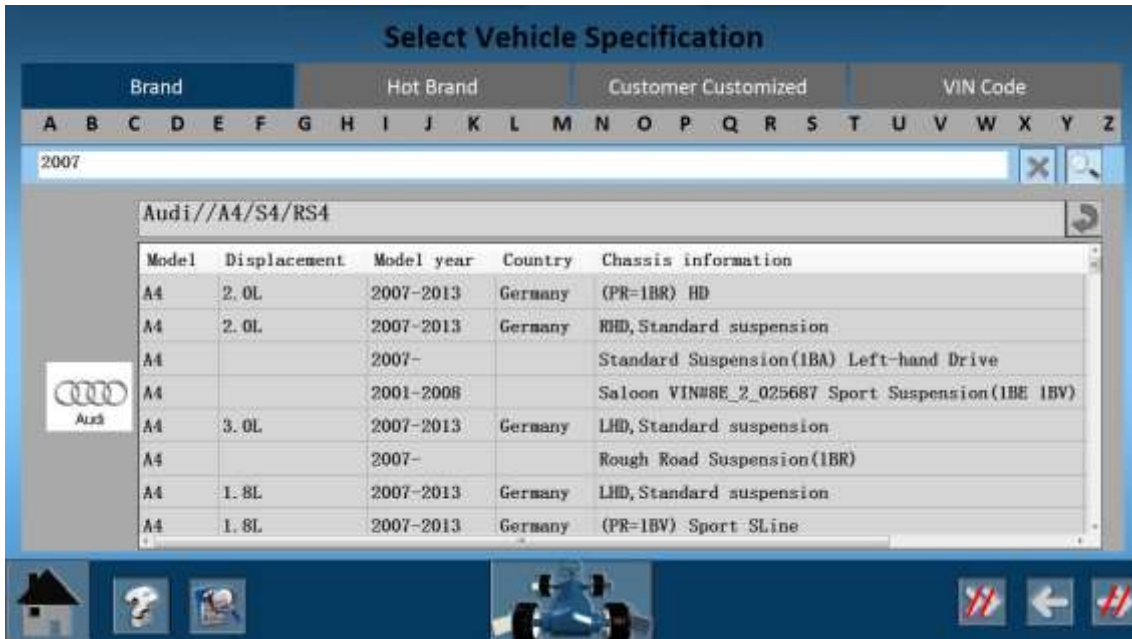 Select Vehicle Specification
Brand Hot Brand Customer Customized VIN Code
A B C D E F G H I J K L M N O P Q R S T U V W X Y Z
2007
Audi//A4/S4/RS4
Model Displacement Model year Country Chassis information
A4 2.0L 2007-2013 Germany (PR=1BR) HD
A4 2.0L 2007-2013 Germany RHD,Standard suspension
A4 2007- Standard Suspension(1BA) Left-hand Drive
A4 2001-2008 Saloon VIN#8E_2_025687 Sport Suspension(1BE 1BV)
Audi
A4 3.0L 2007-2013 Germany LHD,Standard suspension
A4 2007- Rough Road Suspension(1BR)
A4 1.8L 2007-2013 Germany LHD,Standard suspension
A4 1.8L 2007-2013 Germany (PR=1BV) Sport SLine